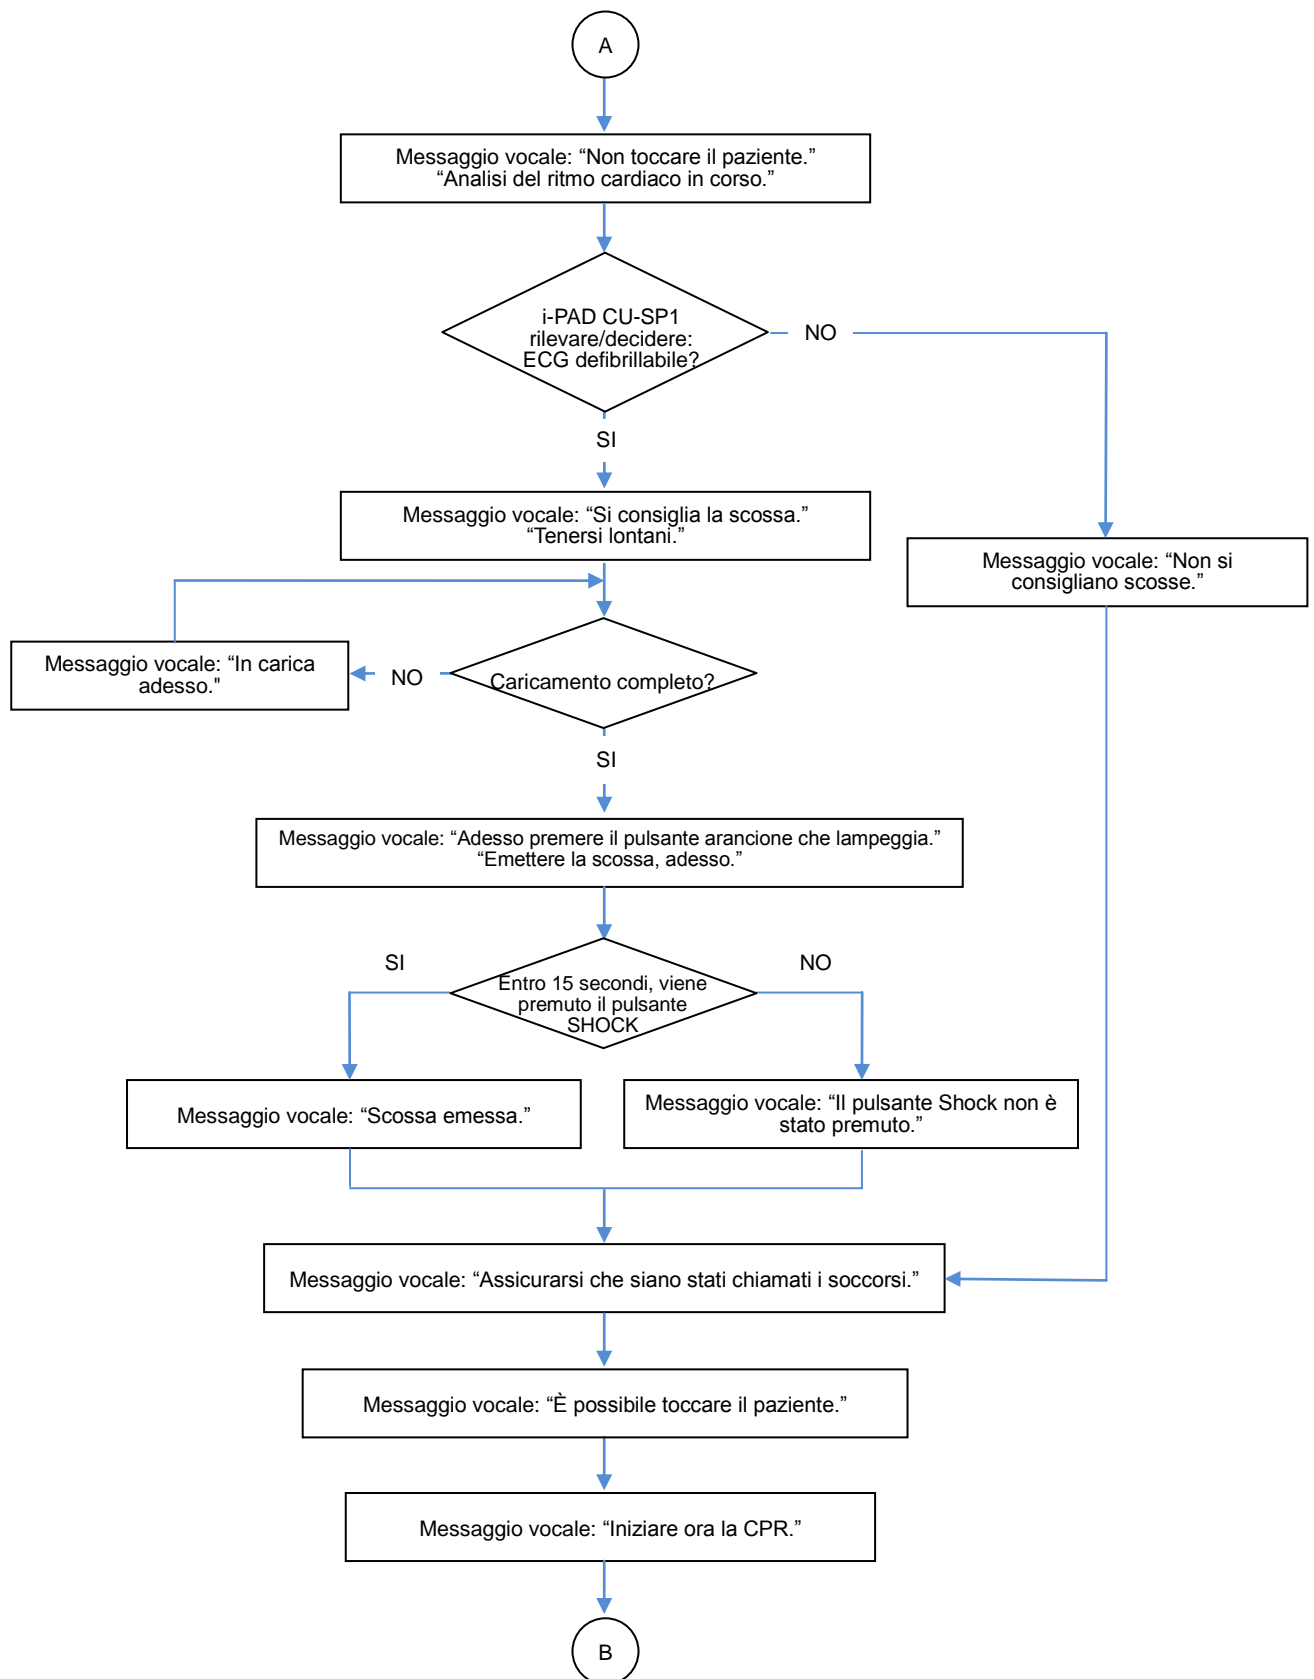 A
Messaggio vocale: “Non toccare il paziente.”
“Analisi del ritmo cardiaco in corso.”
i-PAD CU-SP1
rilevare/decidere:
ECG defibrillabile?
NO
SI
Messaggio vocale: “Si consiglia la scossa.”
“Tenersi lontani.”
Messaggio vocale: “Non si
consigliano scosse.”
Messaggio vocale: “In carica
adesso."
NO
Caricamento completo?
SI
Messaggio vocale: “Adesso premere il pulsante arancione che lampeggia.”
“Emettere la scossa, adesso.”
SI
NO
Entro 15 secondi, viene
premuto il pulsante
SHOCK
Messaggio vocale: “Scossa emessa.”
Messaggio vocale: “Il pulsante Shock non è
stato premuto.”
Messaggio vocale: “Assicurarsi che siano stati chiamati i soccorsi.”
Messaggio vocale: “È possibile toccare il paziente.”
Messaggio vocale: “Iniziare ora la CPR.”
B